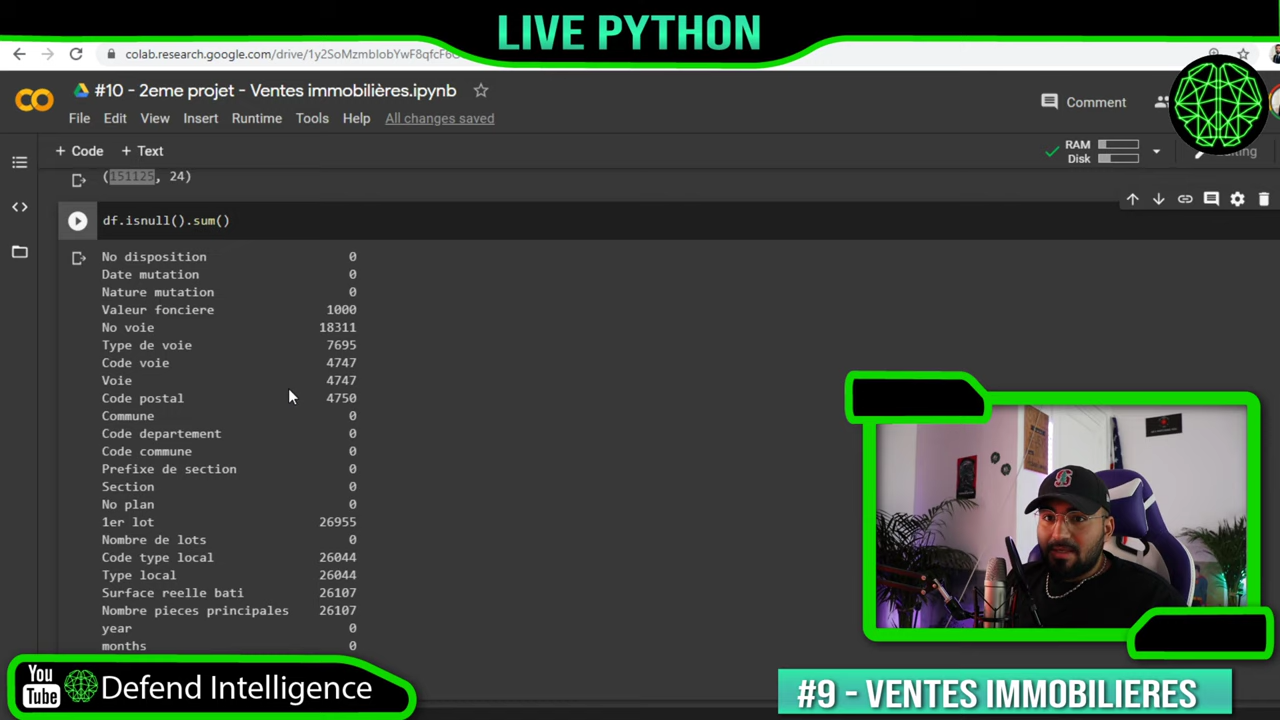 LIVE PYTHON
colab.research.google.com/drive/1y2SoMzmblobYwF8qfcF6
CO
#10 - 2eme projet - Ventes immobilières.ipynb
Comment
File Edit View Insert Runtime Tools Help All changes saved
+ Code + Text
RAM
Disk
Editing
(151125, 24)
df.isnull().sum()
No disposition 0
Date mutation 0
Nature mutation 0
Valeur fonciere 1000
No voie 18311
Type de voie 7695
Code voie 4747
Voie 4747
Code postal 4750
Commune 0
Code departement 0
Code commune 0
Prefixe de section 0
Section 0
No plan 0
1er lot 26955
Nombre de lots 0
Code type local 26044
Type local 26044
Surface reelle bati 26107
Nombre pieces principales 26107
year 0
months 0
You
Tube
Defend Intelligence
#9 - VENTES IMMOBILIERES